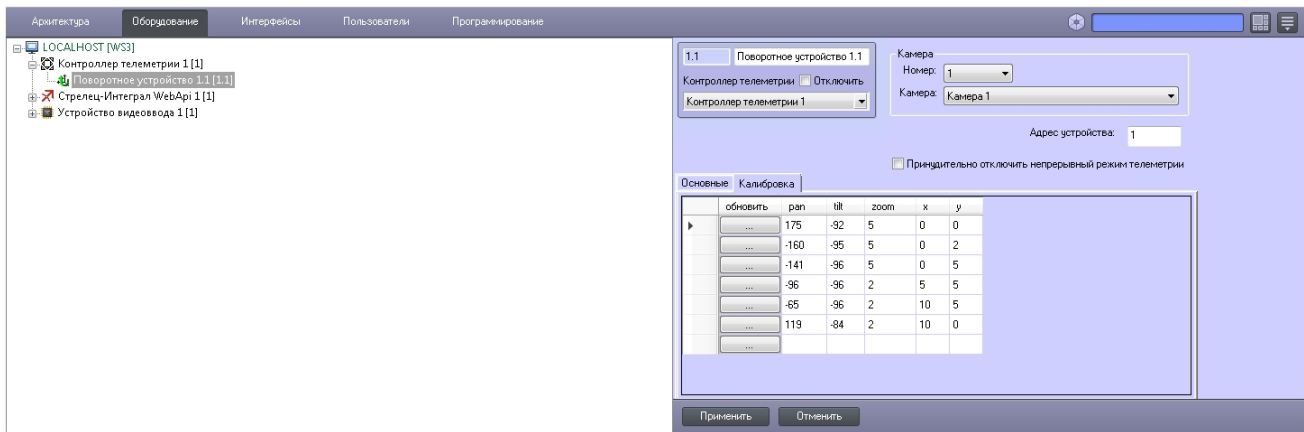 Архитектура Оборудование Интерфейсы Пользователи Программирование
LOCALHOST [WS3]
Контроллер телеметрии 1 [1]
Поворотное устройство 1.1 [1.1]
Стрелец-Интеграл WebApi 1 [1]
Устройство видеоввода 1 [1]
1.1 Поворотное устройство 1.1
Контроллер телеметрии Отключить
Контроллер телеметрии 1
Камера
Номер: 1
Камера: Камера 1
Адрес устройства: 1
Принудительно отключить непрерывный режим телеметрии
Основные Калибровка
обновить pan tilt zoom x y
... 175 -92 5 0 0
... -160 -95 5 0 2
... -141 -96 5 0 5
... -96 -96 2 5 5
... -65 -96 2 10 5
... 119 -84 2 10 0
...
Применить Отменить